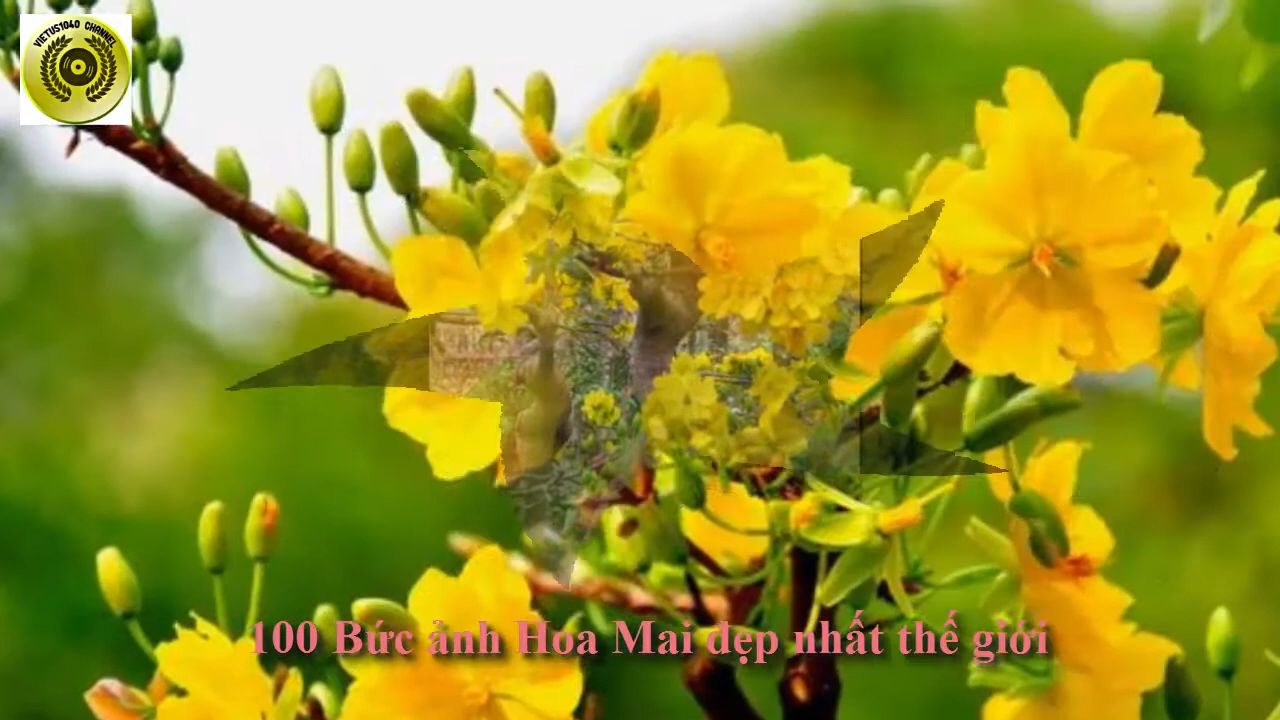 VIETUS1040 CHANNEL
100 Bức ảnh Hoa Mai đẹp nhất thế giới